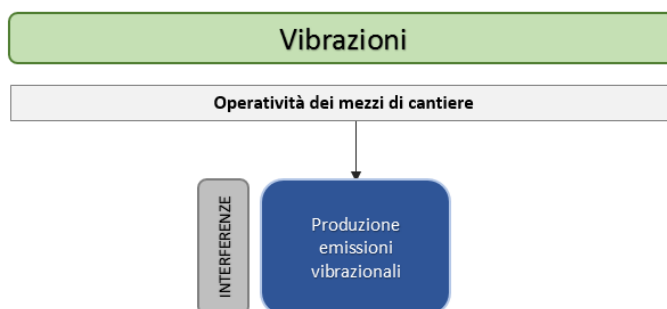 Vibrazioni
Operatività dei mezzi di cantiere
INTERFERENZE
Produzione
emissioni
vibrazionali